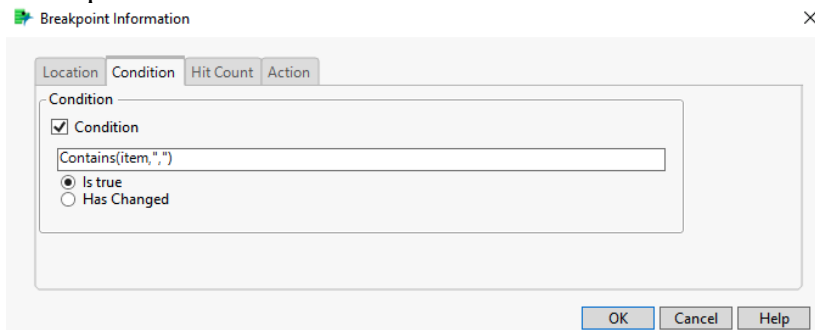 Breakpoint Information
Location Condition Hit Count Action
Condition
Condition
Contains(item,",")
Is true
Has Changed
OK Cancel Help